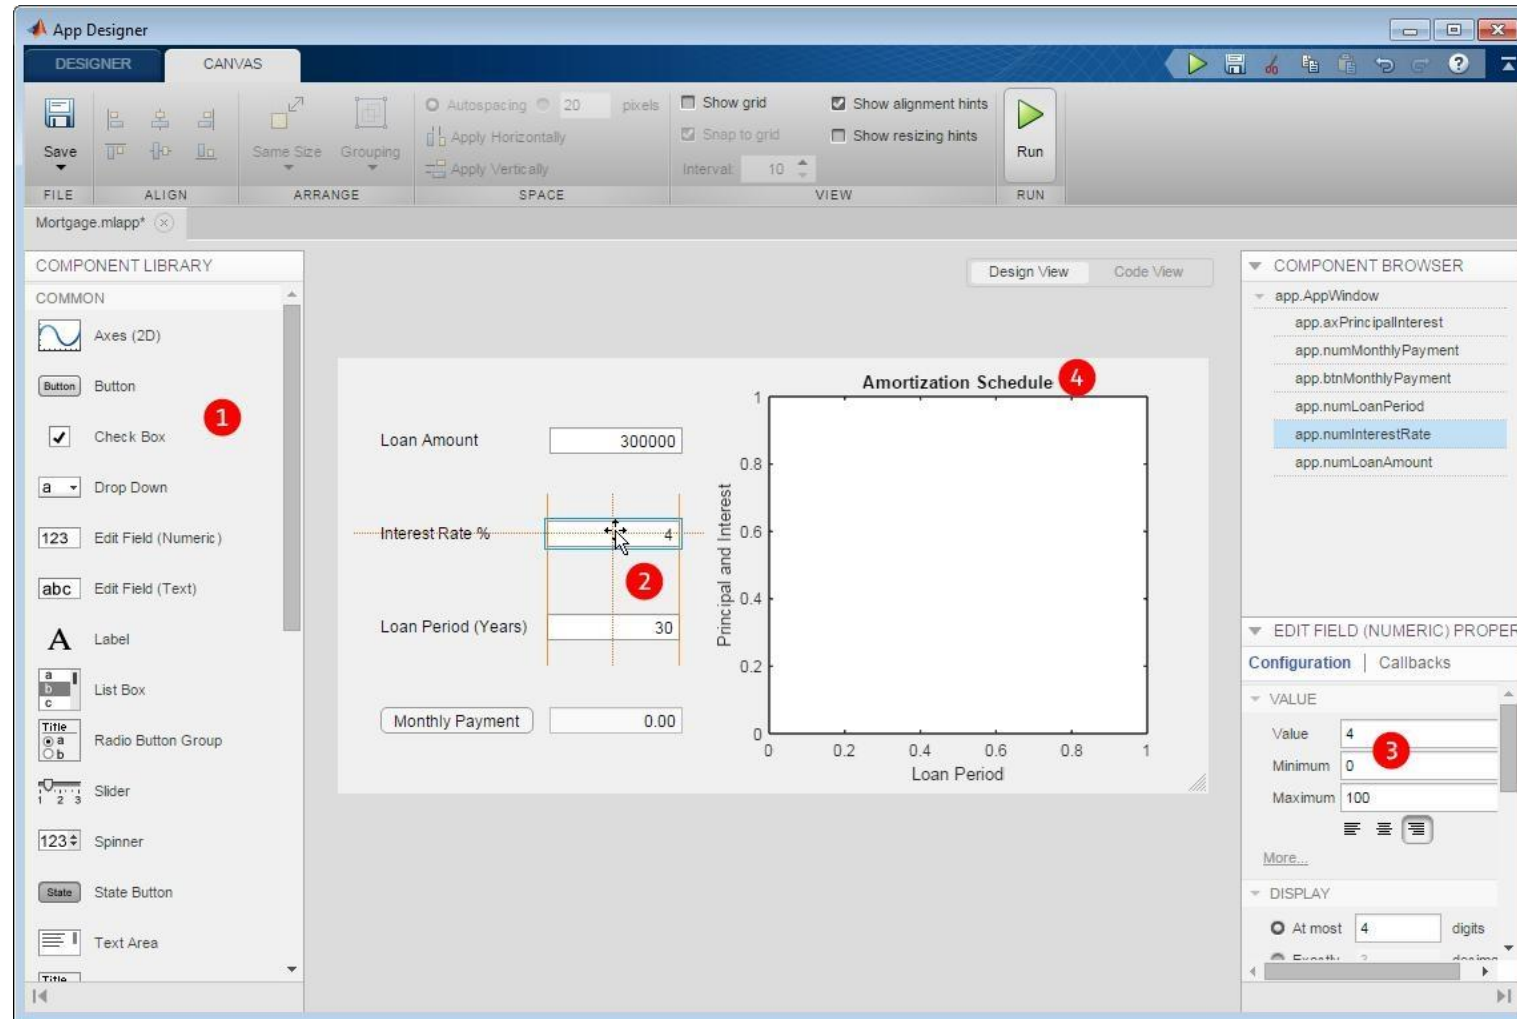 App Designer
DESIGNER CANVAS
Autospacing 20 pixels Show grid Show alignment hints
Apply Horizontally Snap to grid Show resizing hints
Save Same Size Grouping Apply Vertically Interval: 10 Run
FILE ALIGN ARRANGE SPACE VIEW RUN
Mortgage.mlapp*
COMPONENT LIBRARY
COMMON
Axes (2D)
Button Button
Check Box
a Drop Down
123 Edit Field (Numeric)
abc Edit Field (Text)
A Label
a
b List Box
c
Title
a Radio Button Group
b
Slider
1 2 3
123 Spinner
State State Button
Text Area
Title
1
Design View Code View
Loan Amount 300000
Interest Rate % 4
2
Loan Period (Years) 30
Monthly Payment 0.00
Amortization Schedule 4
Principal and Interest
1
0.8
0.6
0.4
0.2
0
0 0.2 0.4 0.6 0.8 1
Loan Period
COMPONENT BROWSER
app.AppWindow
app.axPrincipalInterest
app.numMonthlyPayment
app.btnMonthlyPayment
app.numLoanPeriod
app.numInterestRate
app.numLoanAmount
EDIT FIELD (NUMERIC) PROPER
Configuration | Callbacks
VALUE
Value 4
3
Minimum 0
Maximum 100
More...
DISPLAY
At most 4 digits